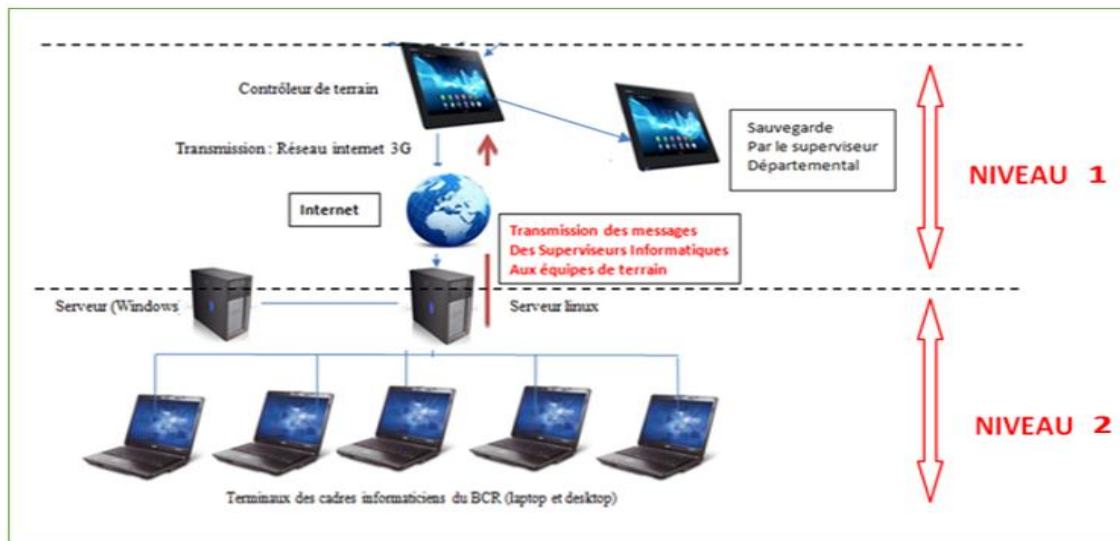 Contrôleur de terrain
Sauvegarde
Par le superviseur
Départemental
Transmission : Réseau internet 3G
NIVEAU 1
Internet
Transmission des messages
Des Superviseurs Informatiques
Aux équipes de terrain
Serveur (Windows
Serveur linux
NIVEAU 2
Terminaux des cadres informaticiens du BCR (laptop et desktop)